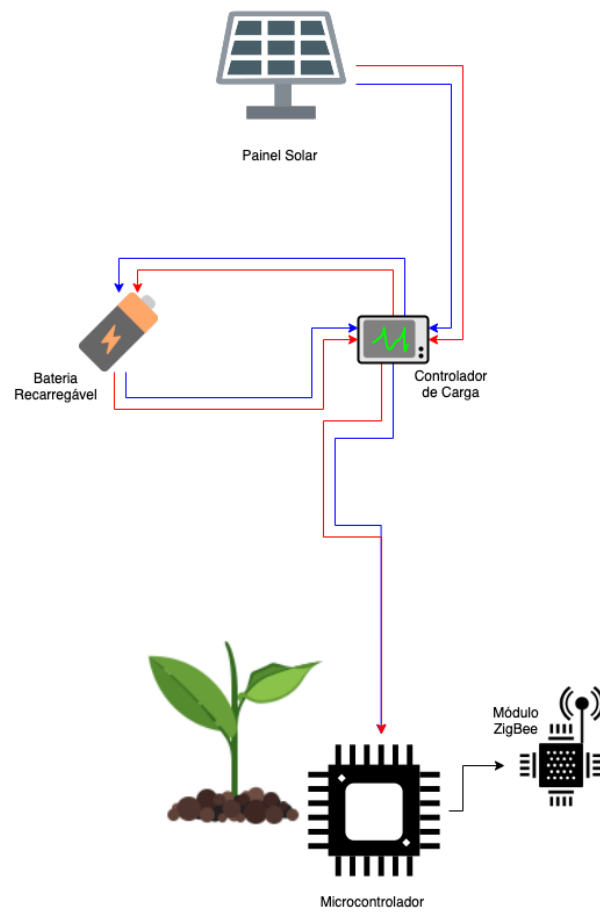 Painel Solar
Bateria
Recarregável
Controlador
de Carga
Módulo
ZigBee
Microcontrolador